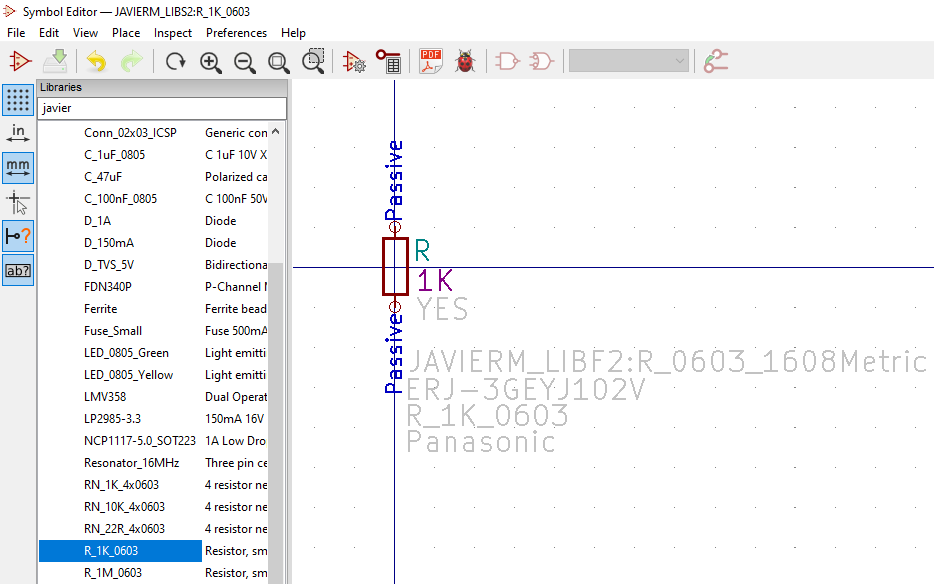 Symbol Editor — JAVIERM_LIBS2:R_1K_0603
File Edit View Place Inspect Preferences Help
PDF
Libraries
javier
in
mm
ab?
Conn_02x03_ICSP Generic con
C_1uF_0805 C 1uF 10V X
C_47uF Polarized ca
C_100nF_0805 C 100nF 50V
D_1A Diode
D_150mA Diode
D_TVS_5V Bidirectiona
FDN340P P-Channel M
Ferrite Ferrite bead
Fuse_Small Fuse 500mA
LED_0805_Green Light emitti
LED_0805_Yellow Light emitti
LMV358 Dual Operat
LP2985-3.3 150mA 16V
NCP1117-5.0_SOT223 1A Low Dro
Resonator_16MHz Three pin ce
RN_1K_4x0603 4 resistor ne
RN_10K_4x0603 4 resistor ne
RN_22R_4x0603 4 resistor ne
R_1K_0603 Resistor, sm
R_1M_0603 Resistor, sm
Passive
R
1K
YES
Passive
JAVIERM_LIBF2:R_0603_1608Metric
ERJ-3GEYJ102V
R_1K_0603
Panasonic